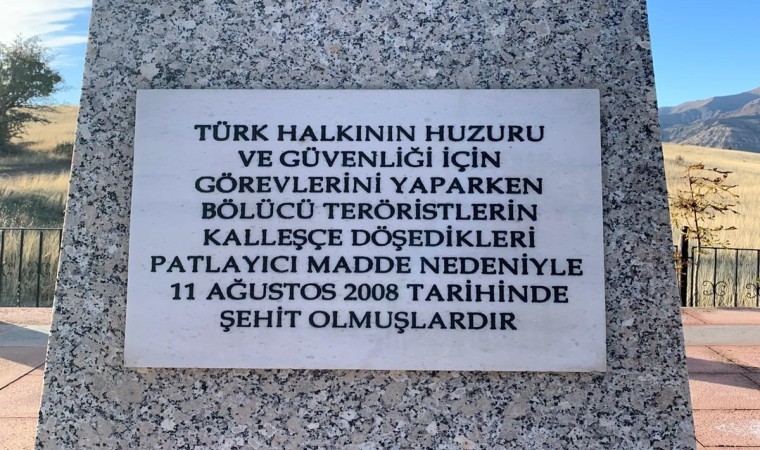 TÜRK HALKININ HUZURU
VE GÜVENLİĞİ İÇİN
GÖREVLERİNİ YAPARKEN
BÖLÜCÜ TERÖRİSTLERİN
KALLEŞÇE DÖŞEDİKLERİ
PATLAYICI MADDE NEDENİYLE
11 AĞUSTOS 2008 TARİHİNDE
ŞEHİT OLMUŞLARDIR